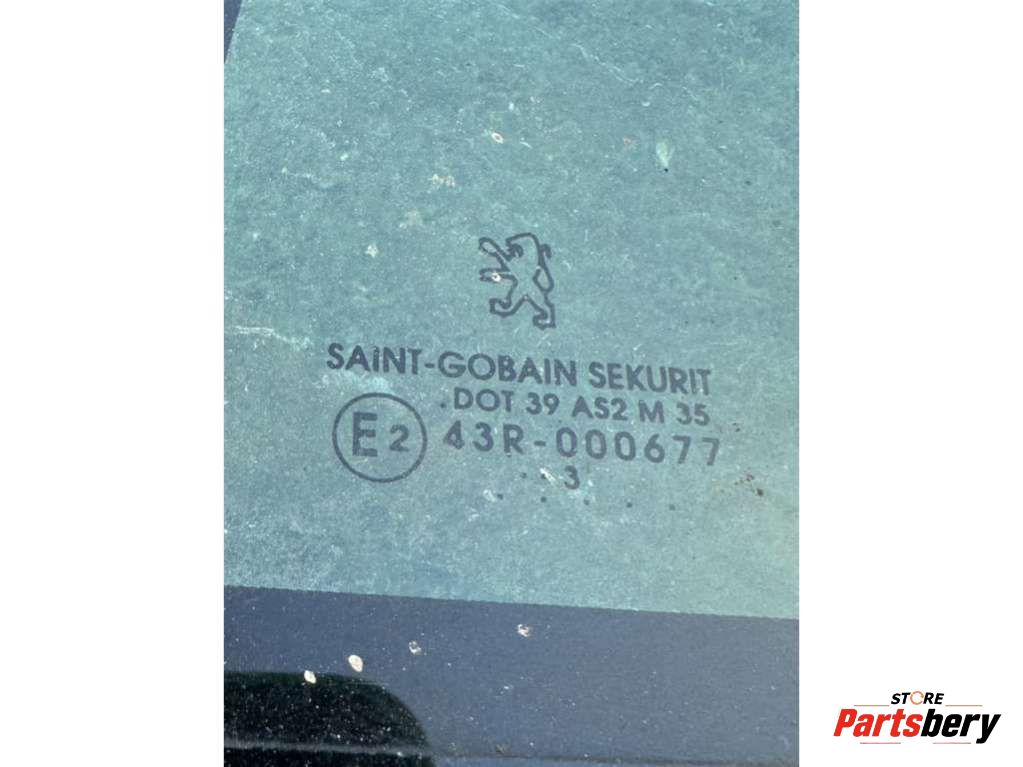 SAINT-GOBAIN SEKURIT
.DOT 39 AS2 M 35
E2 43R-000677
.. 3
. . . . .
STORE
Partsbery